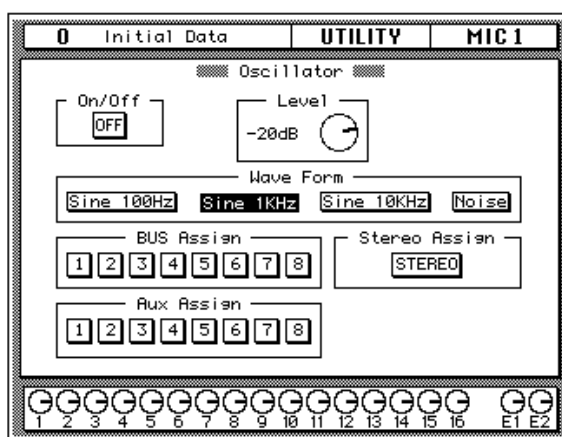 0 Initial Data UTILITY MIC 1
Oscillator
On/Off
OFF
Level
-20dB
Wave Form
Sine 100Hz Sine 1KHz Sine 10KHz Noise
BUS Assign
1 2 3 4 5 6 7 8
Stereo Assign
STEREO
Aux Assign
1 2 3 4 5 6 7 8
1 2 3 4 5 6 7 8 9 10 11 12 13 14 15 16 E1 E2